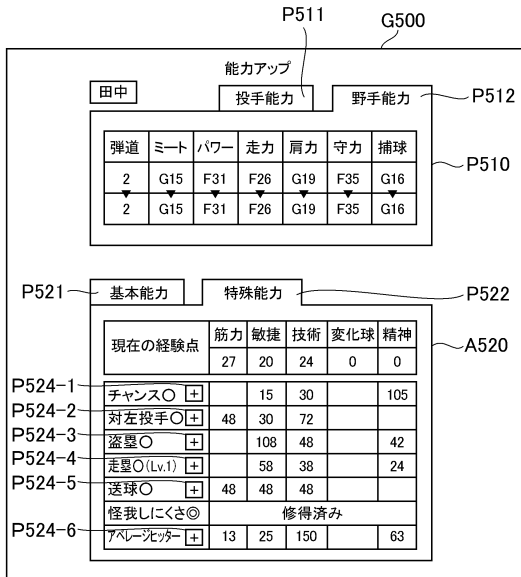 P511
G500
能力アップ
田中
投手能力
野手能力
P512
弾道 ミート パワー 走力 肩力 守力 捕球
2 G15 F31 F26 G19 F35 G16
▼ ▼ ▼ ▼ ▼ ▼ ▼
2 G15 F31 F26 G19 F35 G16
P510
P521
基本能力
特殊能力
P522
現在の経験点 筋力 敏捷 技術 変化球 精神
27 20 24 0 0
A520
P524-1
チャンス○ + 15 30 105
P524-2
対左投手○ + 48 30 72
P524-3
盗塁○ + 108 48 42
P524-4
走塁○(Lv.1) + 58 38 24
P524-5
送球○ + 48 48 48
怪我しにくさ◎ 修得済み
P524-6
アベレージヒッター + 13 25 150 63